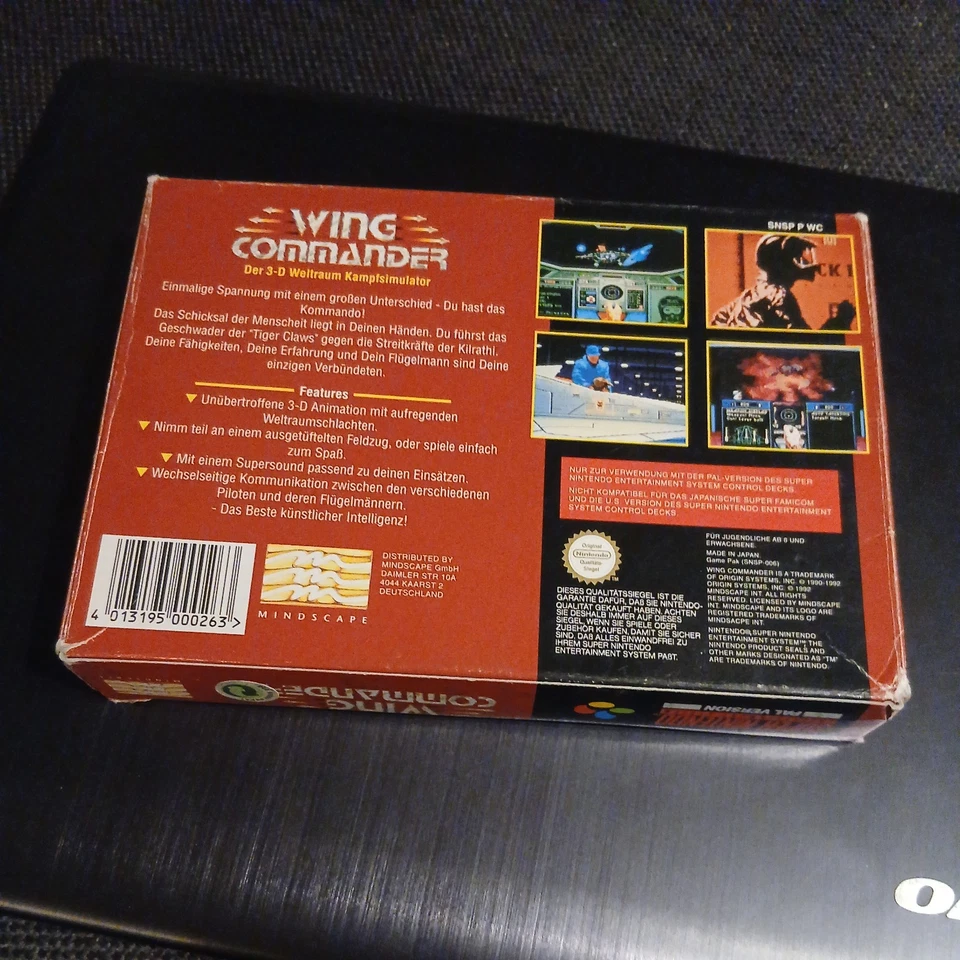 WING
COMMANDER
Der 3-D Weltraum Kampfsimulator
Einmalige Spannung mit einem großen Unterschied - Du hast das
Kommando!
Das Schicksal der Menscheit liegt in Deinen Händen. Du führst das
Geschwader der "Tiger Claws" gegen die Streitkräfte der Kilrathi.
Deine Fähigkeiten, Deine Erfahrung und Dein Flügelmann sind Deine
einzigen Verbündeten.
Features
Unübertroffene 3-D Animation mit aufregenden
Weltraumschlachten.
Nimm teil an einem ausgetüftelten Feldzug, oder spiele einfach
zum Spaß.
Mit einem Supersound passend zu deinen Einsätzen.
Wechselseitige Kommunikation zwischen den verschiedenen
Piloten und deren Flügelmännern.
- Das Beste künstlicher Intelligenz!
4 013195 000263 >
MINDSCAPE
DISTRIBUTED BY
MINDSCAPE GmbH
DAIMLER STR 10A
4044 KAARST 2
DEUTSCHLAND
SNSP P WC
NUR ZUR VERWENDUNG MIT DER PAL-VERSION DES SUPER
NINTENDO ENTERTAINMENT SYSTEM CONTROL DECKS.
NICHT KOMPATIBEL FÜR DAS JAPANISCHE SUPER FAMICOM
UND DIE U.S. VERSION DES SUPER NINTENDO ENTERTAINMENT
SYSTEM CONTROL DECKS
Original
Nintendo
Qualitäts-
Siegel
TM
DIESES QUALITÄTSSIEGEL IST DIE
GARANTIE DAFÜR, DAß SIE NINTENDO-
QUALITÄT GEKAUFT HABEN. ACHTEN
SIE DESHALB IMMER AUF DIESES
SIEGEL, WENN SIE SPIELE ODER
ZUBEHÖR KAUFEN, DAMIT SIE SICHER
SIND, DAß ALLES EINWANDFREI ZU
IHREM SUPER NINTENDO
ENTERTAINMENT SYSTEM PAßT.
FÜR JUGENDLICHE AB 8 UND
ERWACHSENE.
MADE IN JAPAN.
Game Pak (SNSP-006)
WING COMMANDER IS A TRADEMARK
OF ORIGIN SYSTEMS, INC. © 1990-1992
ORIGIN SYSTEMS, INC. © 1992
MINDSCAPE INT. ALL RIGHTS
RESERVED. LICENSED BY MINDSCAPE
INT. MINDSCAPE AND ITS LOGO ARE
REGISTERED TRADEMARKS OF
MINDSACPE INT.
NINTENDO®, SUPER NINTENDO
ENTERTAINMENT SYSTEM™, THE
NINTENDO PRODUCT SEALS AND
OTHER MARKS DESIGNATED AS "TM"
ARE TRADEMARKS OF NINTENDO.
WING
COMMANDER
PAL VERSION